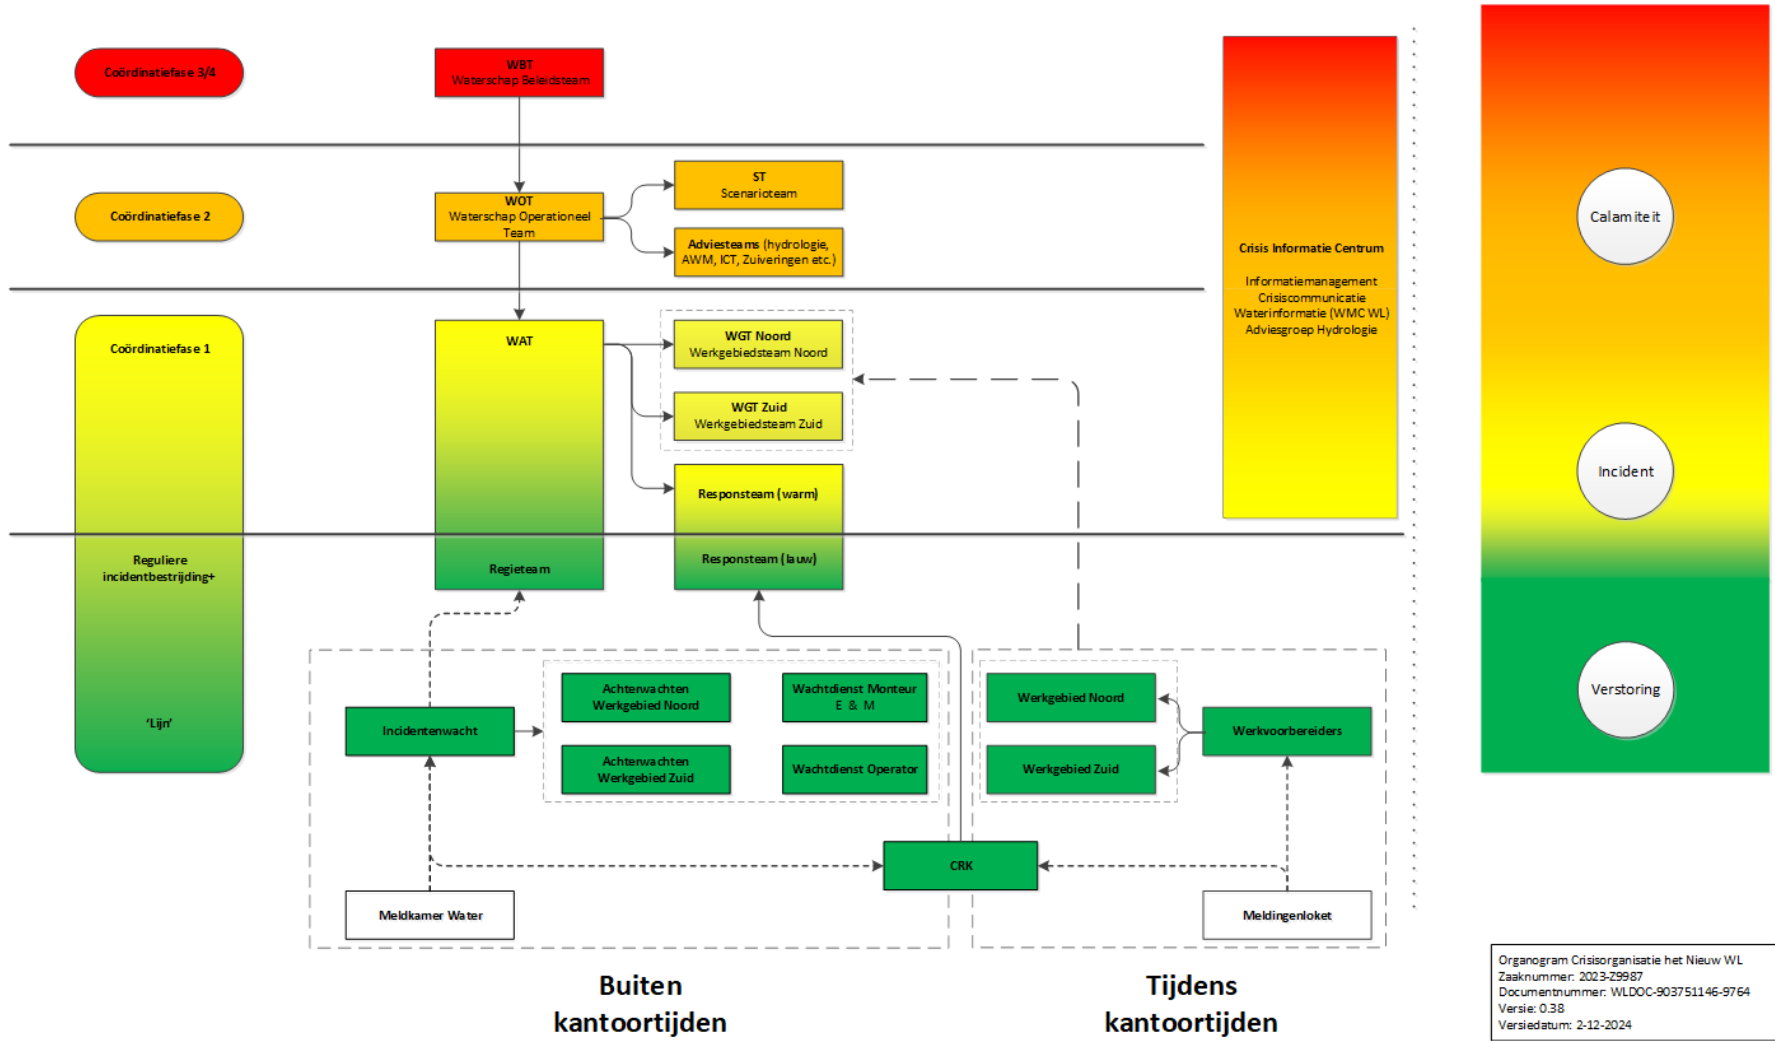 Coördinatiefase 3/4
WBT
Waterschap Beleidsteam
Coördinatiefase 2
WOT
Waterschap Operationeel
Team
ST
Scenarioteam
Adviesteams (hydrologie,
AWM, ICT, Zuiveringen etc.)
Crisis Informatie Centrum
Informatiemanagement
Crisiscommunicatie
Waterinformatie (WMC WL)
Adviesgroep Hydrologie
Calamiteit
Coördinatiefase 1
WAT
WGT Noord
Werkgebiedsteam Noord
WGT Zuid
Werkgebiedsteam Zuid
Incident
Responsteam (warm)
Reguliere
incidentbestrijding+
Regieteam
Responsteam (lauw)
'Lijn'
Incidentenwacht
Achterwachten
Werkgebied Noord
Wachtdienst Monteur
E & M
Achterwachten
Werkgebied Zuid
Wachtdienst Operator
Werkgebied Noord
Werkgebied Zuid
Werkvoorbereiders
Verstoring
CRK
Meldkamer Water
Meldingenloket
Buiten
kantoortijden
Tijdens
kantoortijden
Organogram Crisisorganisatie het Nieuw WL
Zaaknummer: 2023-Z9987
Documentnummer: WLDOC-903751146-9764
Versie: 0.38
Versiedatum: 2-12-2024